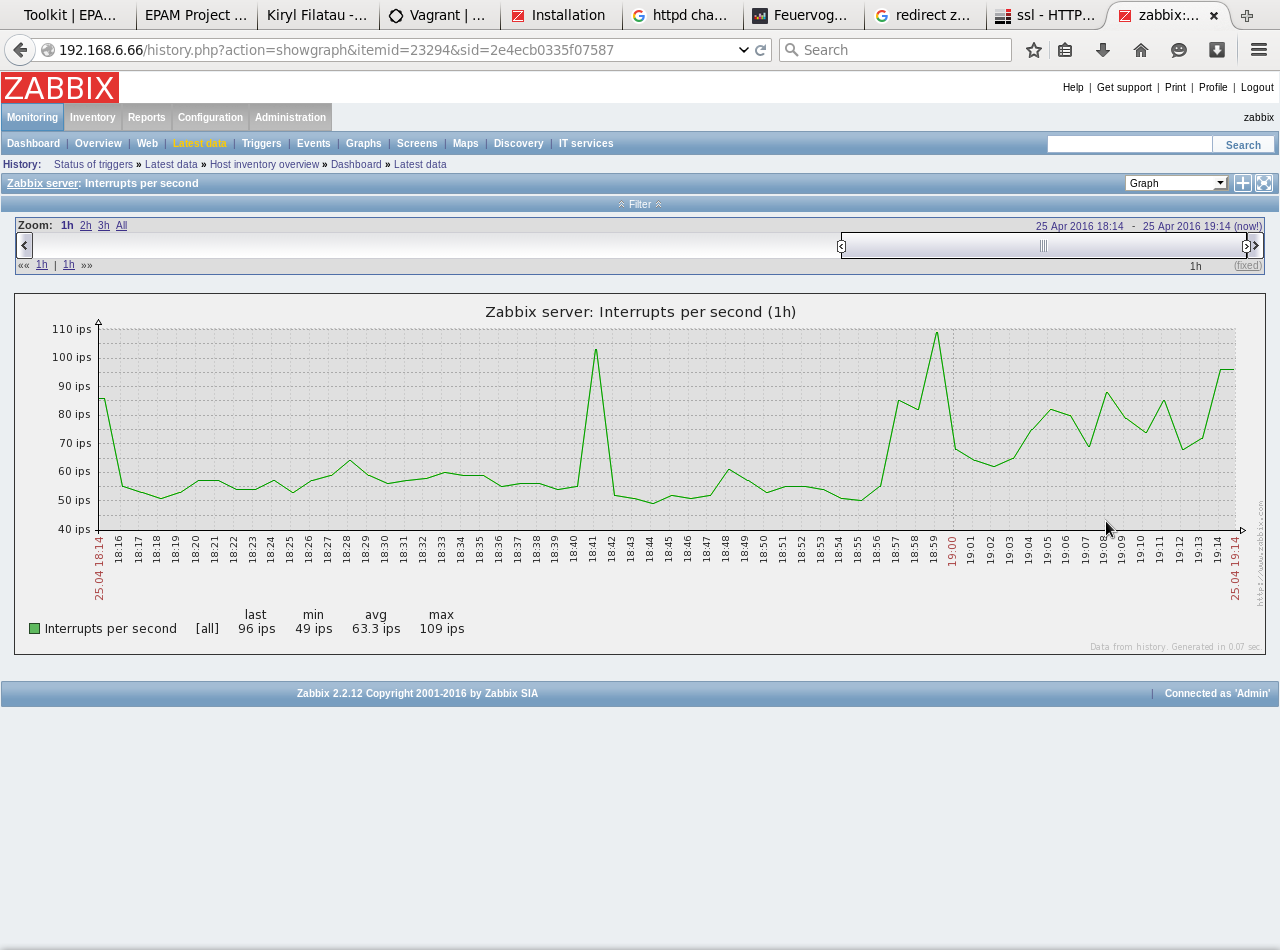 Toolkit | EPA... EPAM Project ... Kiryl Filatau -... Vagrant | ... Installation httpd cha... Feuervog... redirect z... ssl - HTTP... zabbix:...
192.168.6.66/history.php?action=showgraph&itemid=23294&sid=2e4ecb0335f07587 Search
ZABBIX
Help | Get support | Print | Profile | Logout
Monitoring Inventory Reports Configuration Administration zabbix
Dashboard | Overview | Web | Latest data | Triggers | Events | Graphs | Screens | Maps | Discovery | IT services Search
History: Status of triggers » Latest data » Host inventory overview » Dashboard » Latest data
Zabbix server: Interrupts per second Graph
Filter
Zoom: 1h 2h 3h All 25 Apr 2016 18:14 - 25 Apr 2016 19:14 (now!)
«« 1h | 1h »» 1h (fixed)
Zabbix server: Interrupts per second (1h)
110 ips
100 ips
90 ips
80 ips
70 ips
60 ips
50 ips
40 ips
25.04 18:14 18:16 18:17 18:18 18:19 18:20 18:21 18:22 18:23 18:24 18:25 18:26 18:27 18:28 18:29 18:30 18:31 18:32 18:33 18:34 18:35 18:36 18:37 18:38 18:39 18:40 18:41 18:42 18:43 18:44 18:45 18:46 18:47 18:48 18:49 18:50 18:51 18:52 18:53 18:54 18:55 18:56 18:57 18:58 18:59 19:00 19:01 19:02 19:03 19:04 19:05 19:06 19:07 19:08 19:09 19:10 19:11 19:12 19:13 19:14 25.04 19:14
http://www.zabbix.com
last min avg max
Interrupts per second [all] 96 ips 49 ips 63.3 ips 109 ips
Data from history. Generated in 0.07 sec.
Zabbix 2.2.12 Copyright 2001-2016 by Zabbix SIA | Connected as 'Admin'